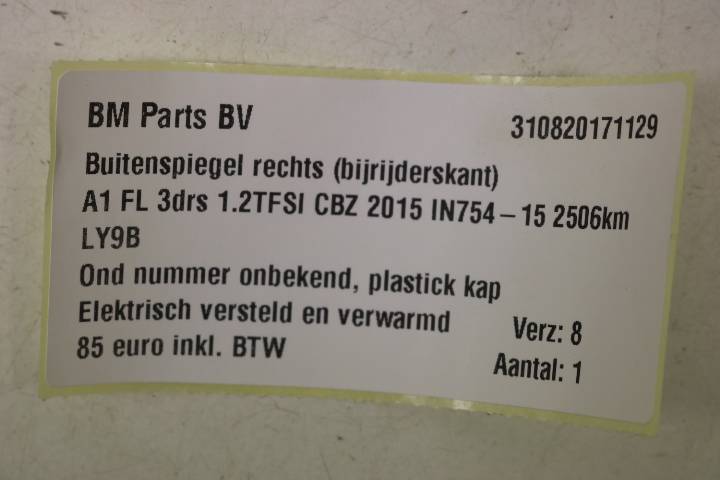 BM Parts BV 310820171129
Buitenspiegel rechts (bijrijderskant)
A1 FL 3drs 1.2TFSI CBZ 2015 IN754 – 15 2506km
LY9B
Ond nummer onbekend, plastick kap
Elektrisch versteld en verwarmd Verz: 8
85 euro inkl. BTW Aantal: 1